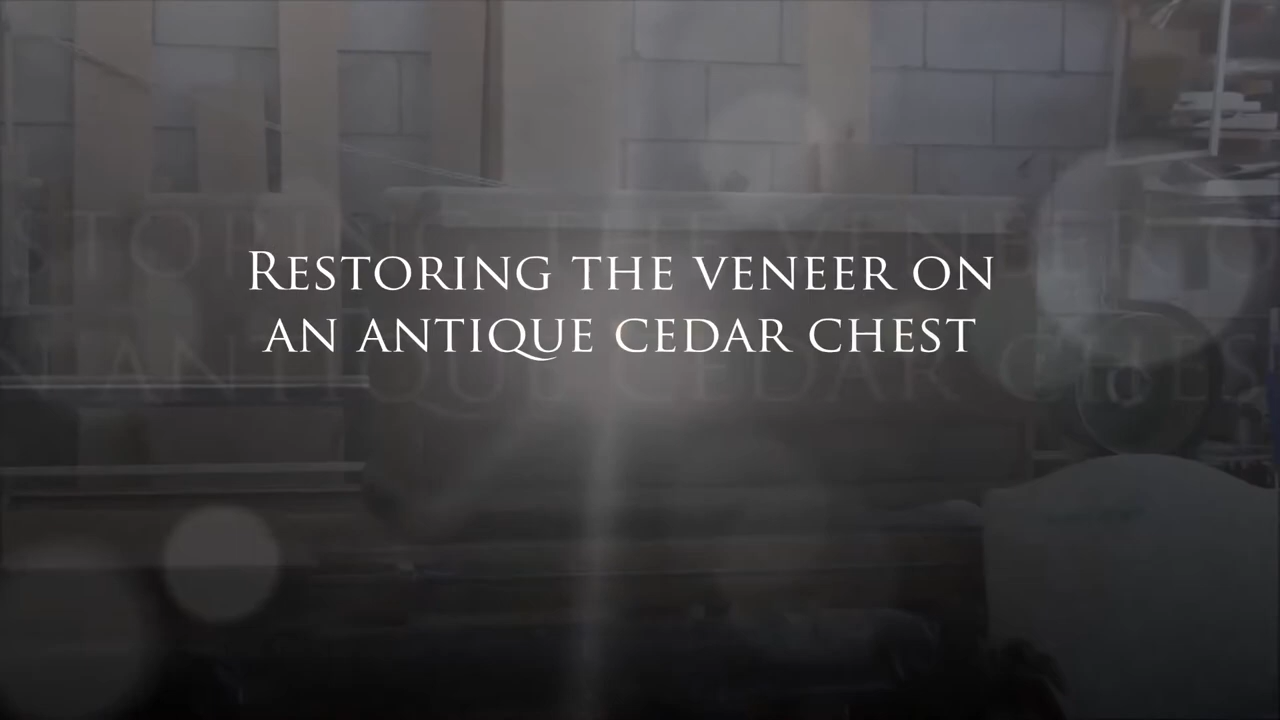 Restoring the veneer on
an antique cedar chest